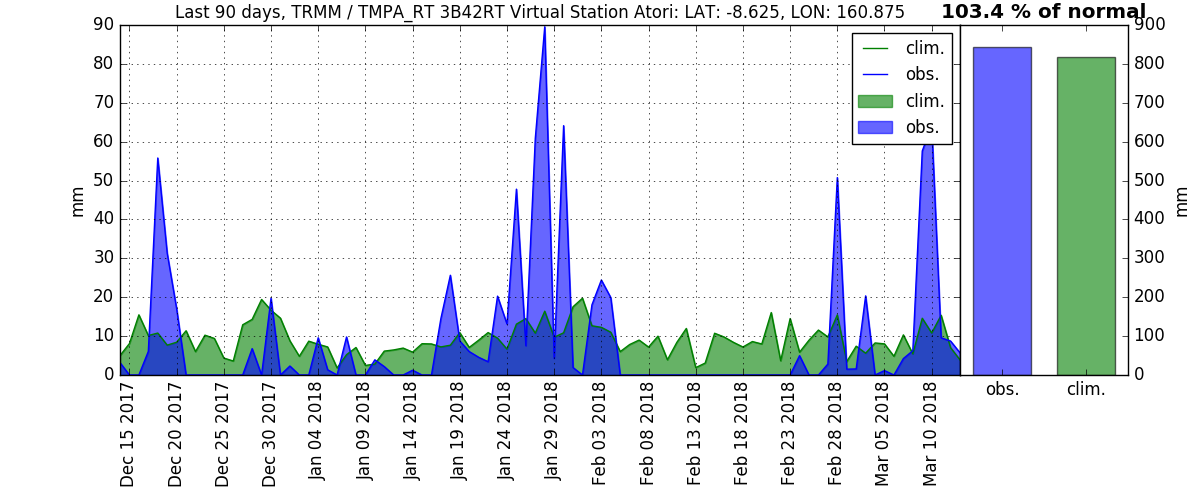 Last 90 days, TRMM / TMPA_RT 3B42RT Virtual Station Atori: LAT: -8.625, LON: 160.875
103.4 % of normal
90
80
70
60
50
40
30
20
10
0
mm
clim.
obs.
clim.
obs.
900
800
700
600
500
400
300
200
100
0
mm
obs.
clim.
Dec 15 2017
Dec 20 2017
Dec 25 2017
Dec 30 2017
Jan 04 2018
Jan 09 2018
Jan 14 2018
Jan 19 2018
Jan 24 2018
Jan 29 2018
Feb 03 2018
Feb 08 2018
Feb 13 2018
Feb 18 2018
Feb 23 2018
Feb 28 2018
Mar 05 2018
Mar 10 2018